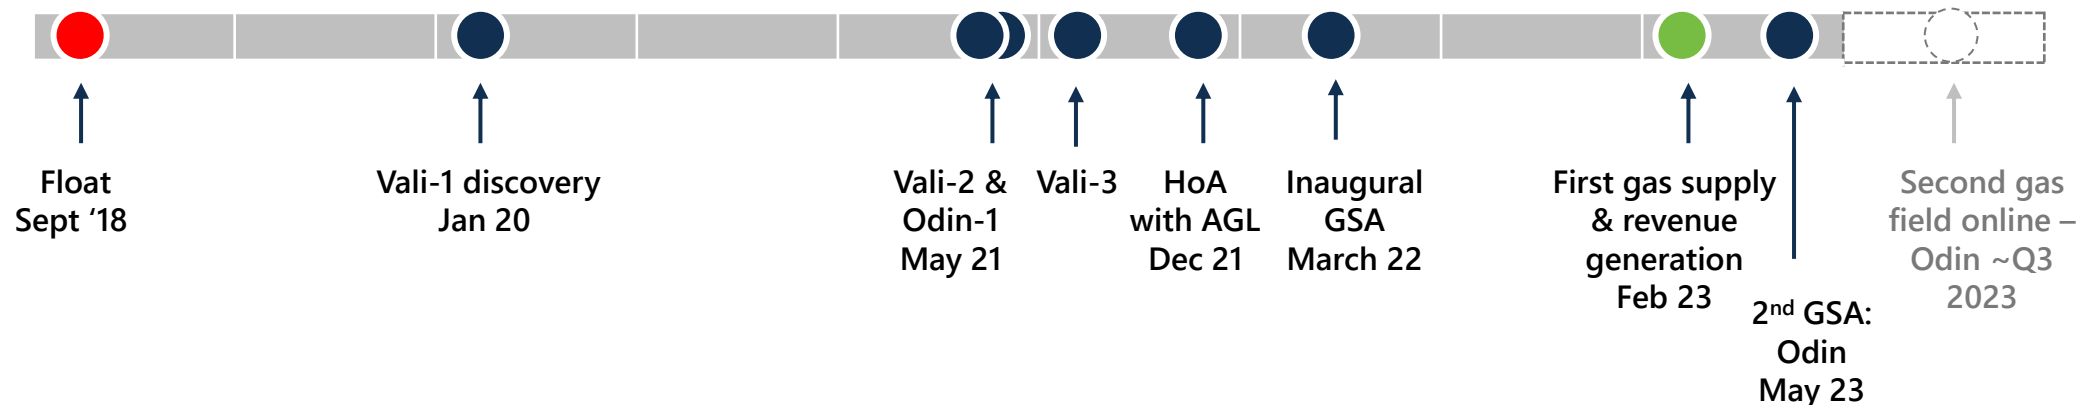 Float
Sept ‘18
Vali-1 discovery
Jan 20
Vali-2 &
Odin-1
May 21
Vali-3
HoA
with AGL
Dec 21
Inaugural
GSA
March 22
First gas supply
& revenue
generation
Feb 23
2nd GSA:
Odin
May 23
Second gas
field online –
Odin ~Q3
2023